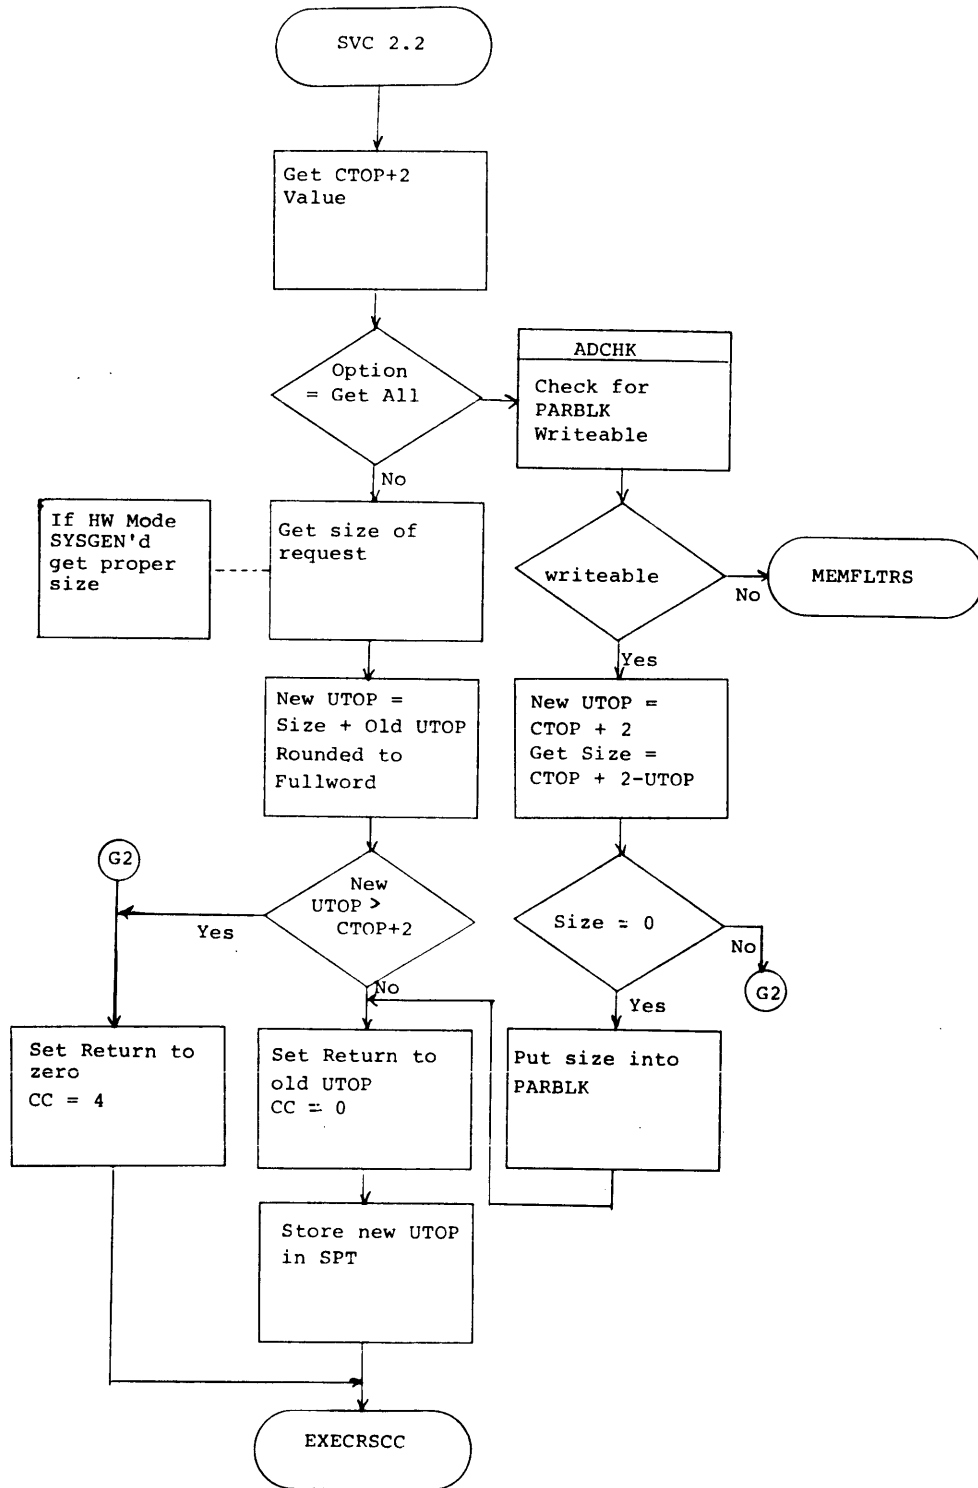 SVC 2.2
Get CTOP+2
Value
Option
= Get All
No
ADCHK
Check for
PARBLK
Writeable
If HW Mode
SYSGEN'd
get proper
size
Get size of
request
writeable
No
MEMFLTRS
Yes
New UTOP =
Size + Old UTOP
Rounded to
Fullword
New UTOP =
CTOP + 2
Get Size =
CTOP + 2-UTOP
G2
New
UTOP >
CTOP+2
Yes
No
Size = 0
No
G2
Yes
Set Return to
zero
CC = 4
Set Return to
old UTOP
CC = 0
Put size into
PARBLK
Store new UTOP
in SPT
EXECRSCC